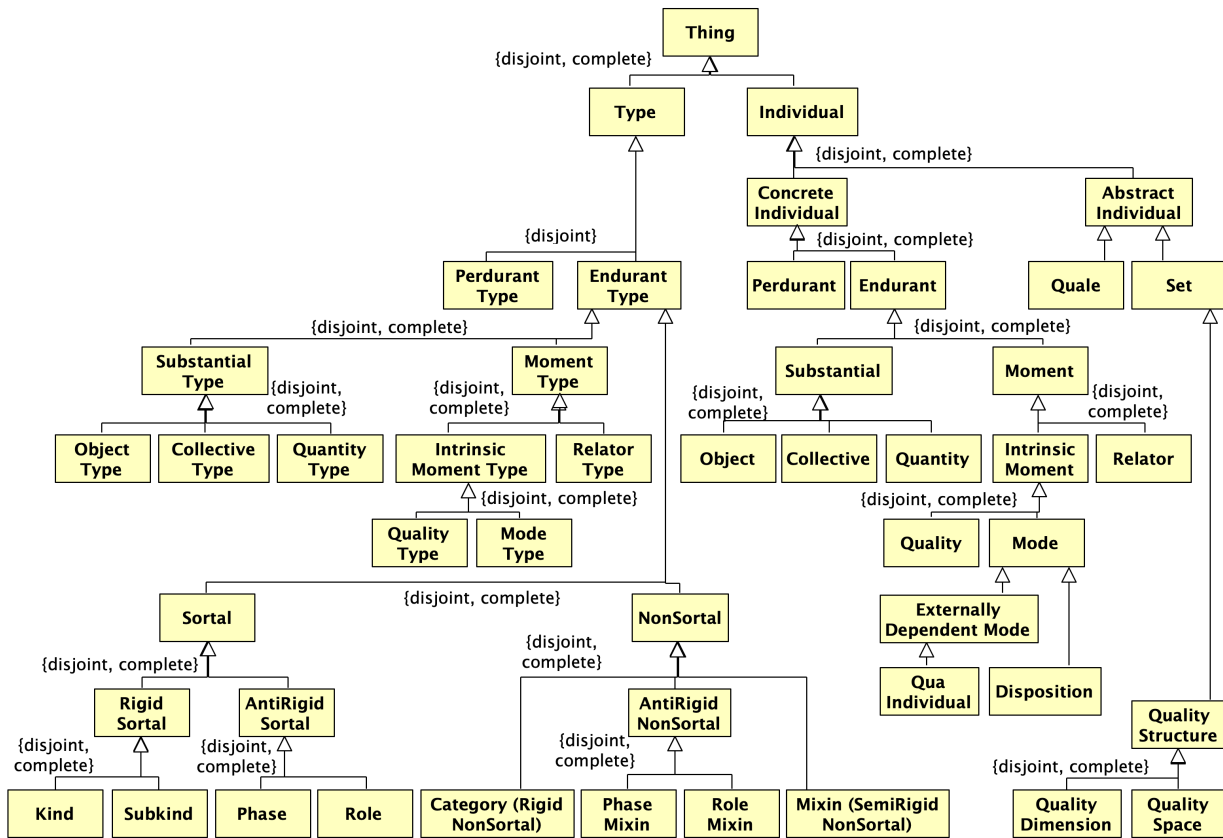 Thing
{disjoint, complete}
Type
Individual
{disjoint, complete}
Concrete
Individual
Abstract
Individual
{disjoint}
{disjoint, complete}
Perdurant
Type
Endurant
Type
Perdurant
Endurant
Quale
Set
{disjoint, complete}
{disjoint, complete}
Substantial
Type
Moment
Type
Substantial
Moment
{disjoint,
complete}
{disjoint,
complete}
{disjoint,
complete}
{disjoint,
complete}
Object
Type
Collective
Type
Quantity
Type
Intrinsic
Moment Type
Relator
Type
Object
Collective
Quantity
Intrinsic
Moment
Relator
{disjoint, complete}
{disjoint, complete}
Quality
Type
Mode
Type
Quality
Mode
{disjoint, complete}
Sortal
NonSortal
Externally
Dependent Mode
{disjoint, complete}
{disjoint,
complete}
Qua
Individual
Disposition
Rigid
Sortal
AntiRigid
Sortal
AntiRigid
NonSortal
Quality
Structure
{disjoint,
complete}
{disjoint,
complete}
{disjoint,
complete}
{disjoint, complete}
Kind
Subkind
Phase
Role
Category (Rigid
NonSortal)
Phase
Mixin
Role
Mixin
Mixin (SemiRigid
NonSortal)
Quality
Dimension
Quality
Space